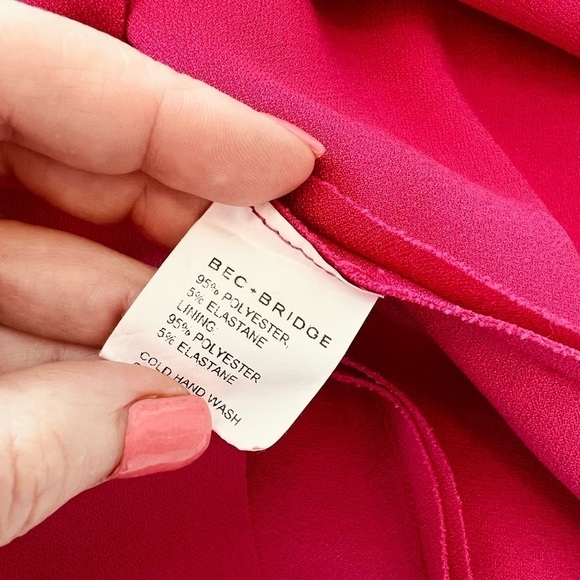 BEC+BRIDGE
95% POLYESTER,
5% ELASTANE
LINING
95% POLYESTER
5% ELASTANE
COLD HAND WASH